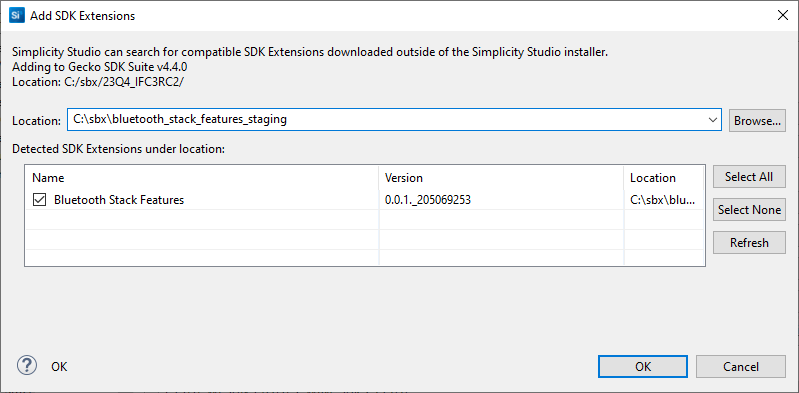 Si Add SDK Extensions
Simplicity Studio can search for compatible SDK Extensions downloaded outside of the Simplicity Studio installer.
Adding to Gecko SDK Suite v4.4.0
Location: C:/sbx/23Q4_IFC3RC2/
Location: C:\sbx\bluetooth_stack_features_staging Browse...
Detected SDK Extensions under location:
Name Version Location Select All
Bluetooth Stack Features 0.0.1._205069253 C:\sbx\blu...
Select None
Refresh
? OK OK Cancel